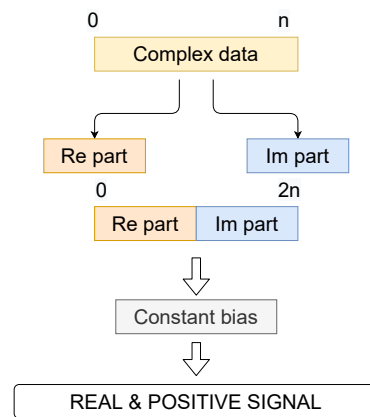 0 n
Complex data
Re part Im part
0 2n
Re part Im part
Constant bias
REAL & POSITIVE SIGNAL